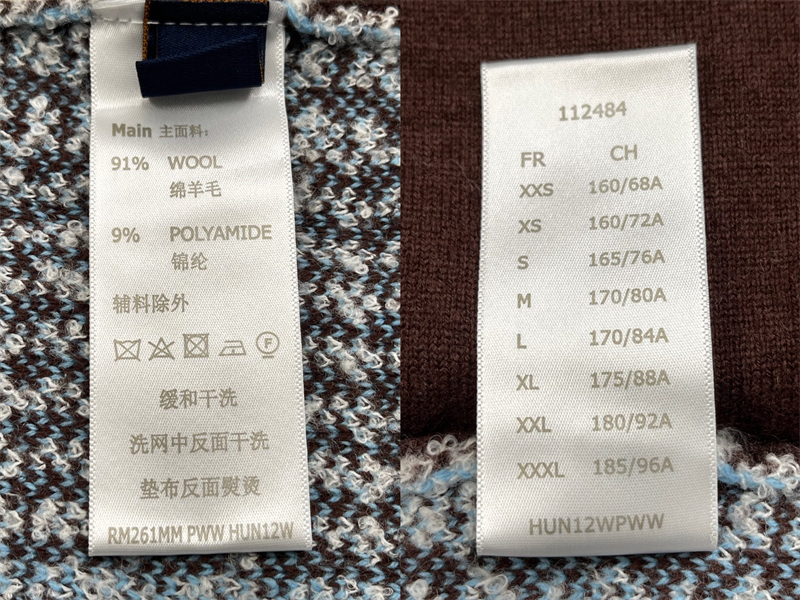 Main 主面料:
91% WOOL
绵羊毛
9% POLYAMIDE
锦纶
辅料除外
F
缓和干洗
洗网中反面干洗
垫布反面熨烫
RM261MM PWW HUN12W
112484
FR CH
XXS 160/68A
XS 160/72A
S 165/76A
M 170/80A
L 170/84A
XL 175/88A
XXL 180/92A
XXXL 185/96A
HUN12WPWW